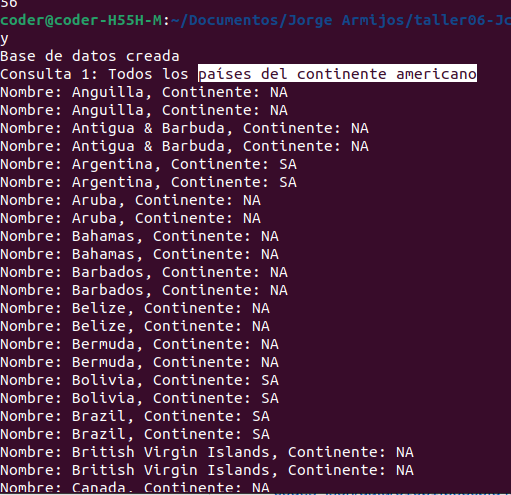 56
coder@coder-H55H-M:~/Documentos/Jorge Armijos/taller06-Jc
y
Base de datos creada
Consulta 1: Todos los países del continente americano
Nombre: Anguilla, Continente: NA
Nombre: Anguilla, Continente: NA
Nombre: Antigua & Barbuda, Continente: NA
Nombre: Antigua & Barbuda, Continente: NA
Nombre: Argentina, Continente: SA
Nombre: Argentina, Continente: SA
Nombre: Aruba, Continente: NA
Nombre: Aruba, Continente: NA
Nombre: Bahamas, Continente: NA
Nombre: Bahamas, Continente: NA
Nombre: Barbados, Continente: NA
Nombre: Barbados, Continente: NA
Nombre: Belize, Continente: NA
Nombre: Belize, Continente: NA
Nombre: Bermuda, Continente: NA
Nombre: Bermuda, Continente: NA
Nombre: Bolivia, Continente: SA
Nombre: Bolivia, Continente: SA
Nombre: Brazil, Continente: SA
Nombre: Brazil, Continente: SA
Nombre: British Virgin Islands, Continente: NA
Nombre: British Virgin Islands, Continente: NA
Nombre: Canada, Continente: NA